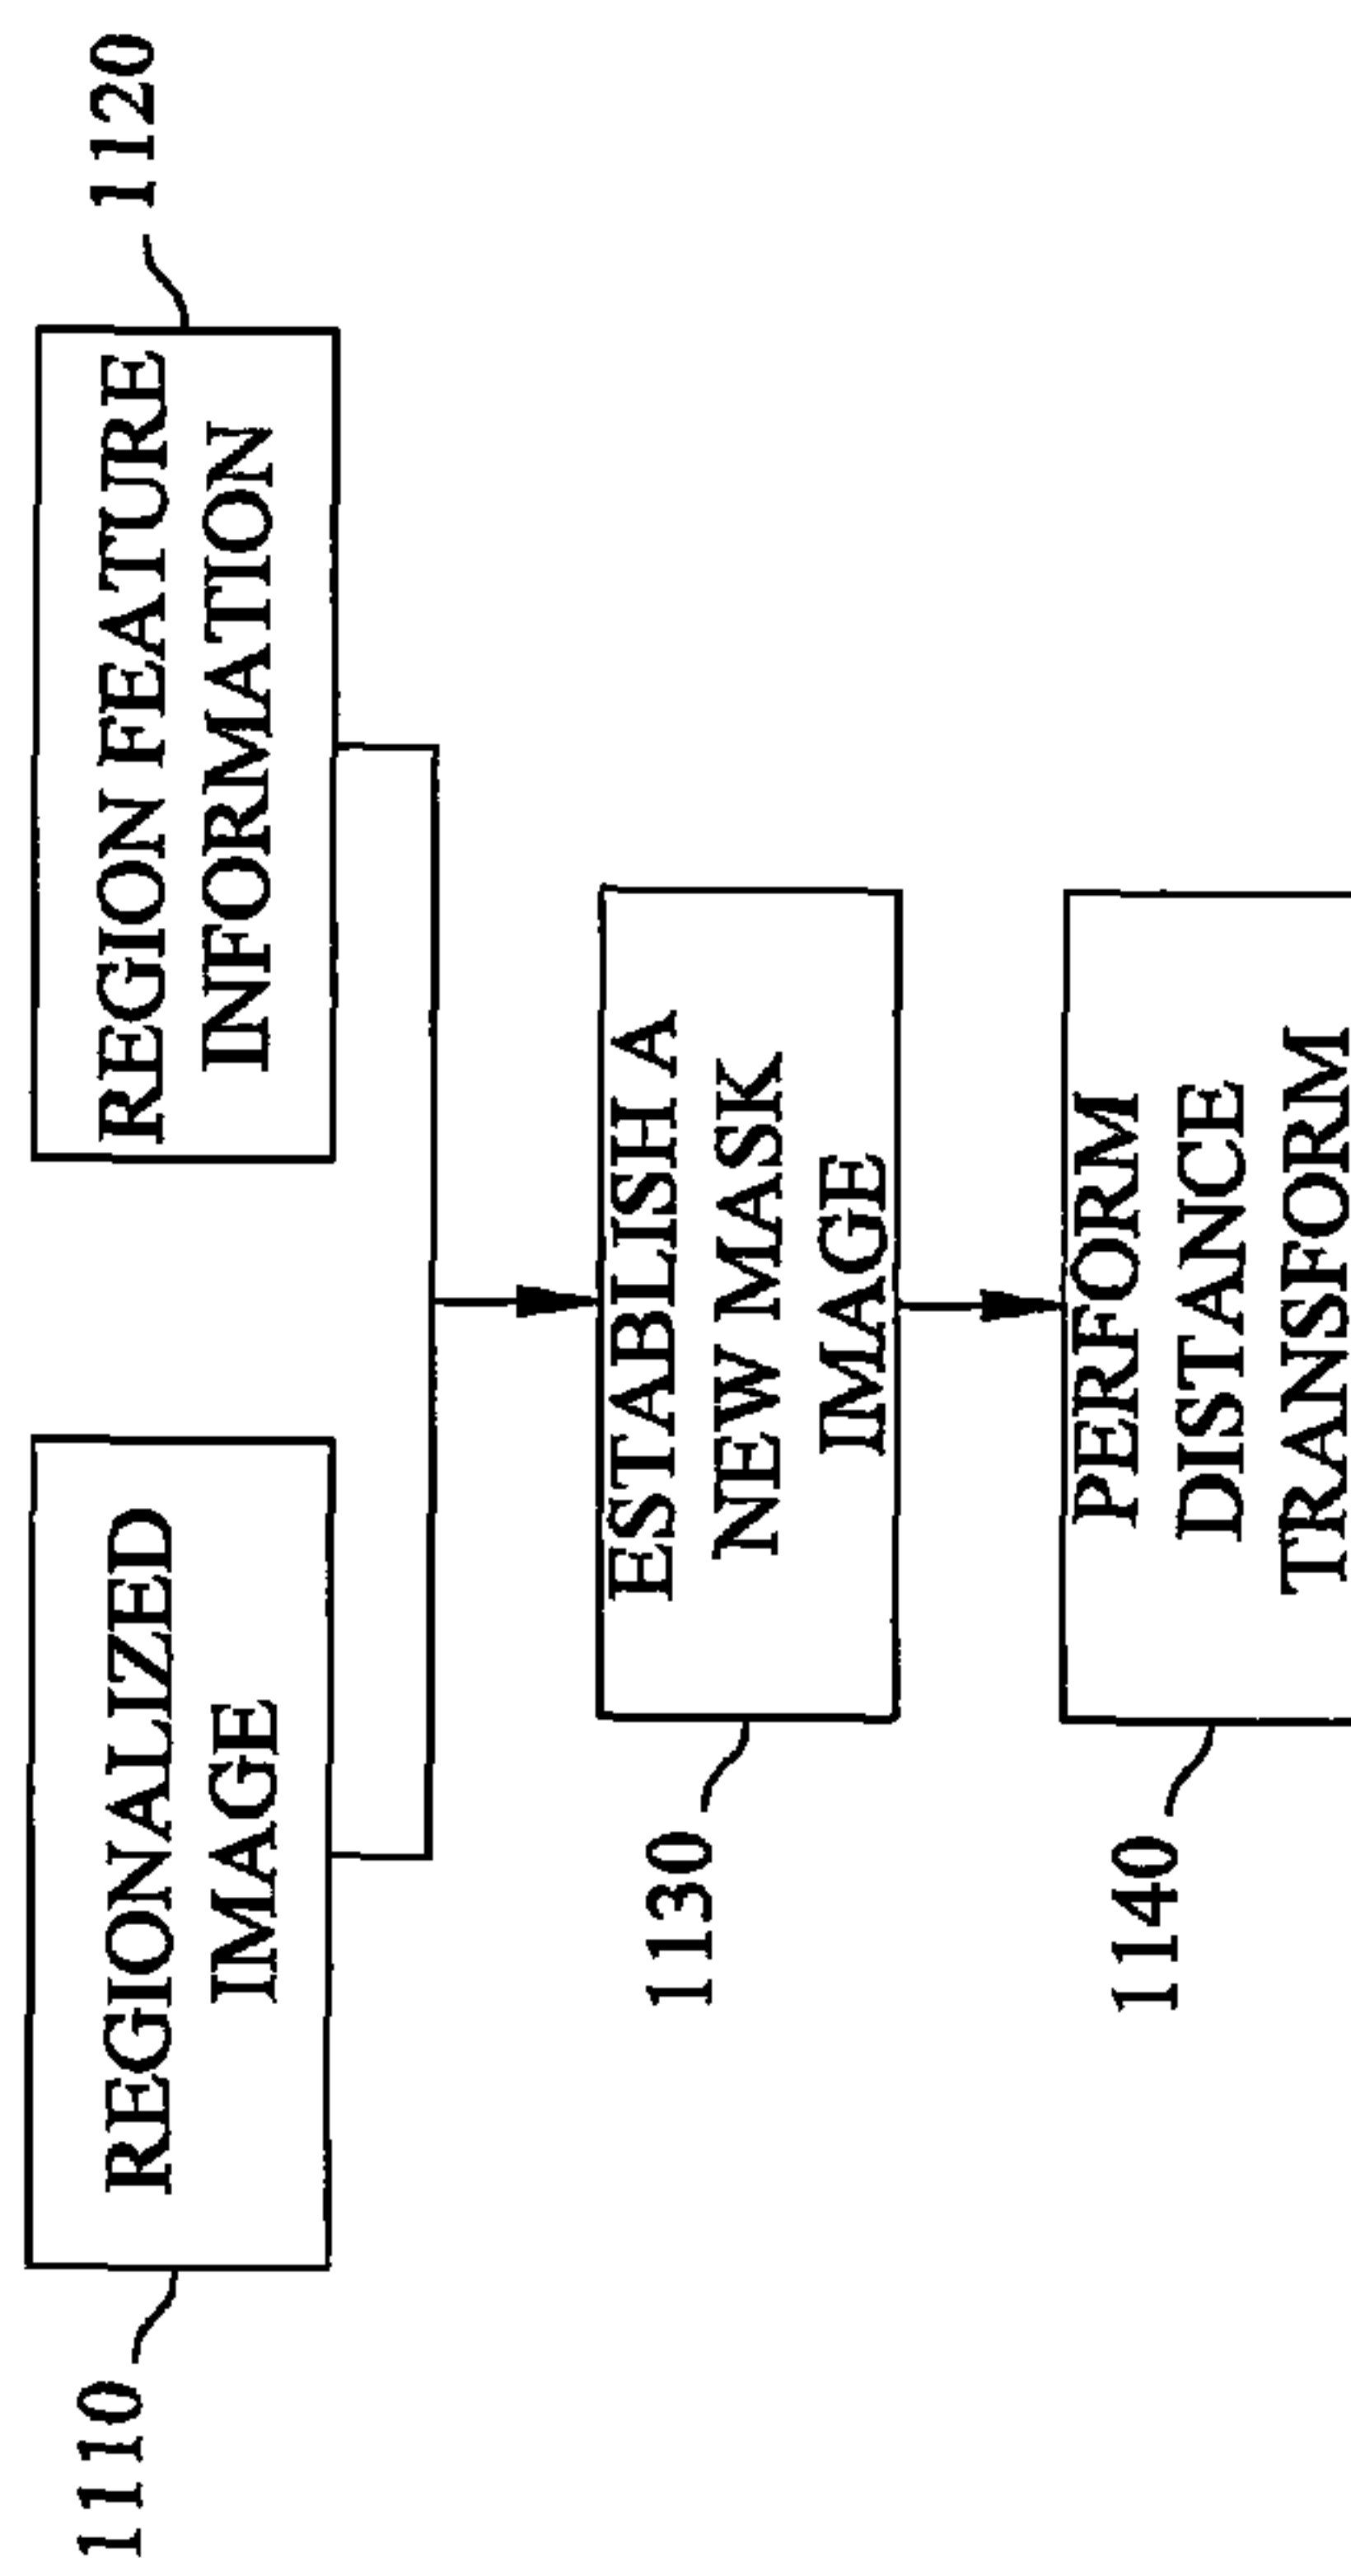 1110
REGIONALIZED
IMAGE
REGION FEATURE
INFORMATION
1120
1130
ESTABLISH A
NEW MASK
IMAGE
1140
PERFORM
DISTANCE
TRANSFORM